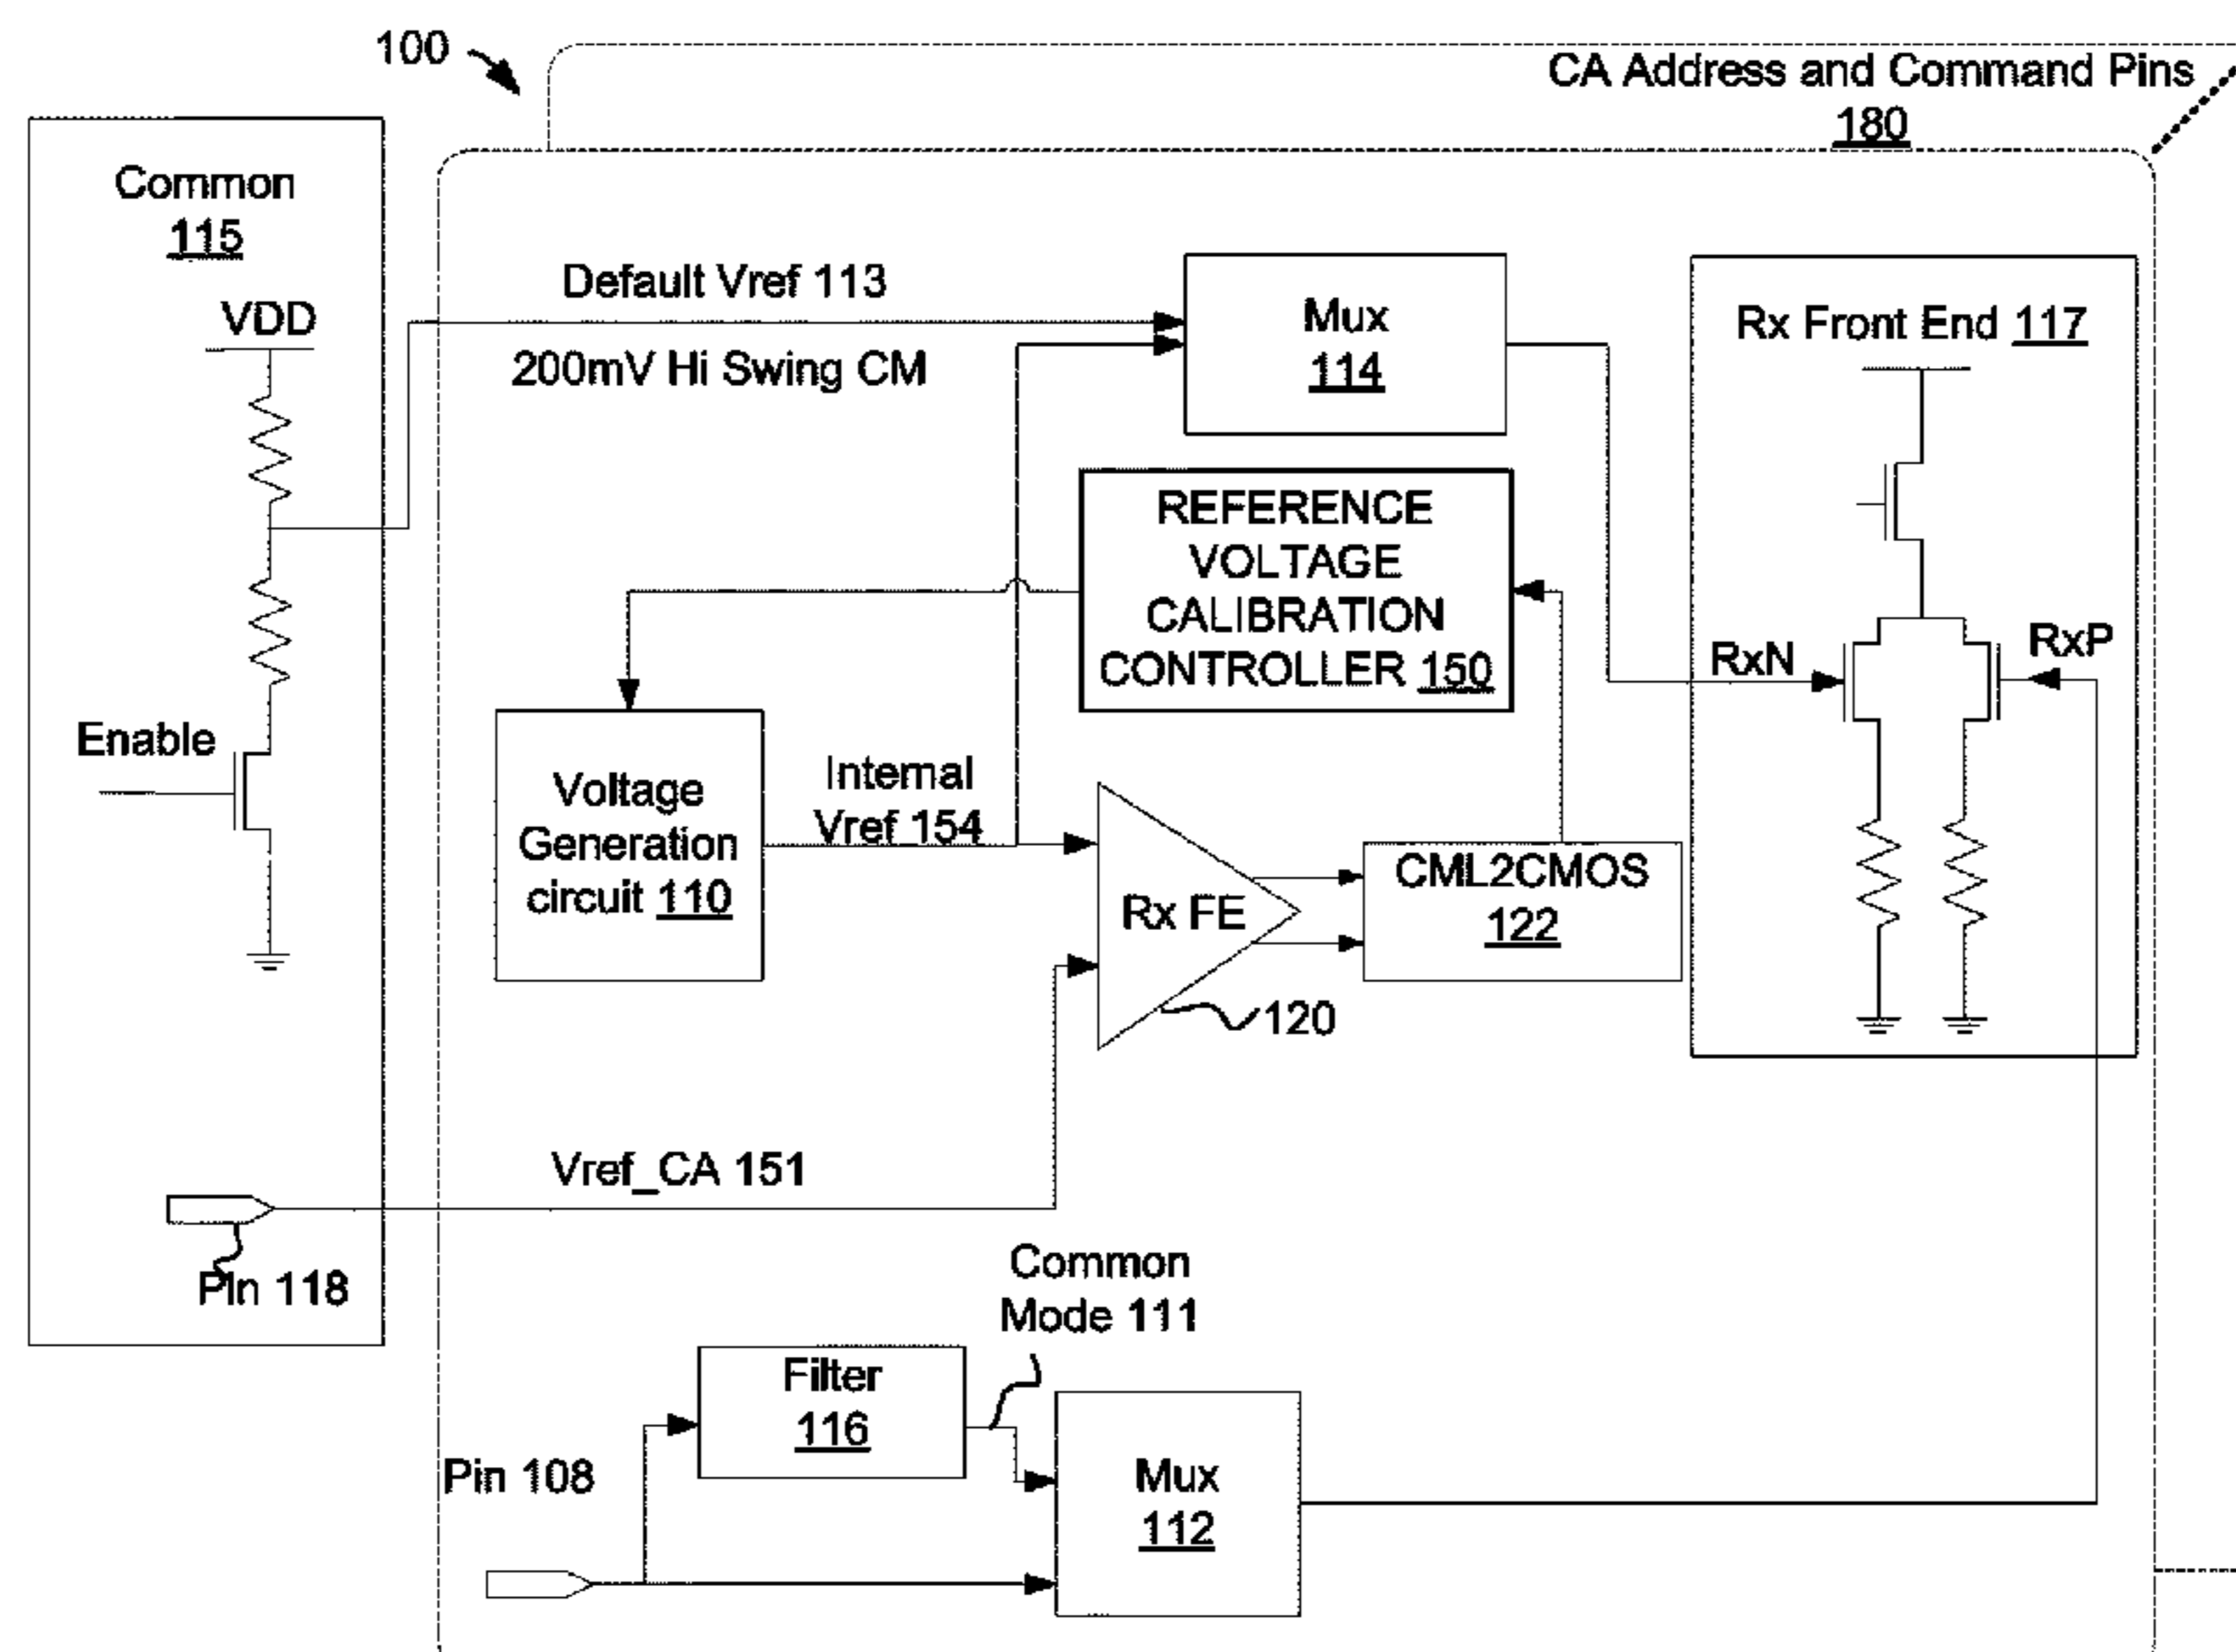 100
CA Address and Command Pins
180
Common
115
VDD
Enable
Pin 118
Default Vref 113
200mV Hi Swing CM
Mux
114
Rx Front End 117
REFERENCE
VOLTAGE
CALIBRATION
CONTROLLER 150
RxN
RxP
Voltage
Generation
circuit 110
Internal
Vref 154
Rx FE
120
CML2CMOS
122
Vref_CA 151
Common
Mode 111
Filter
116
Pin 108
Mux
112